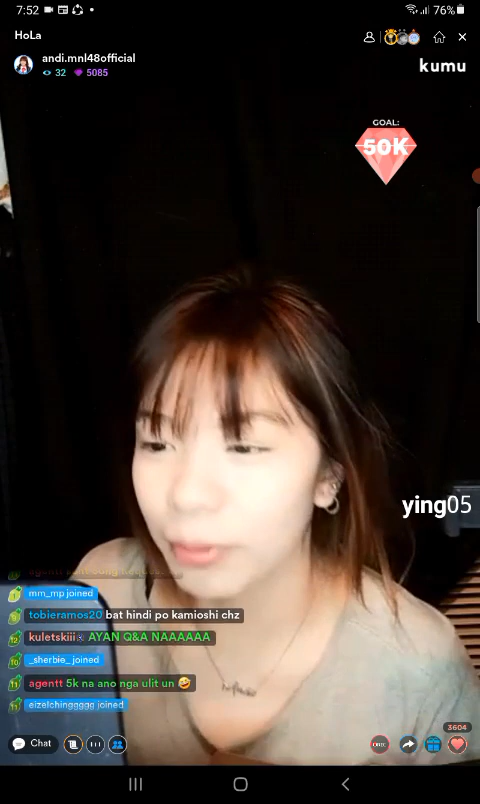 7:52
76%
HoLa
andi.mnl48official
32 5085
kumu
GOAL:
50K
ying05
mm_mp joined
tobieramos20 bat hindi po kamioshi chz
kuletskiii AYAN Q&A NAAAAAA
_sherbie_ joined
agentt 5k na ano nga ulit un 🤣
eizelchinggggg joined
3604
Chat